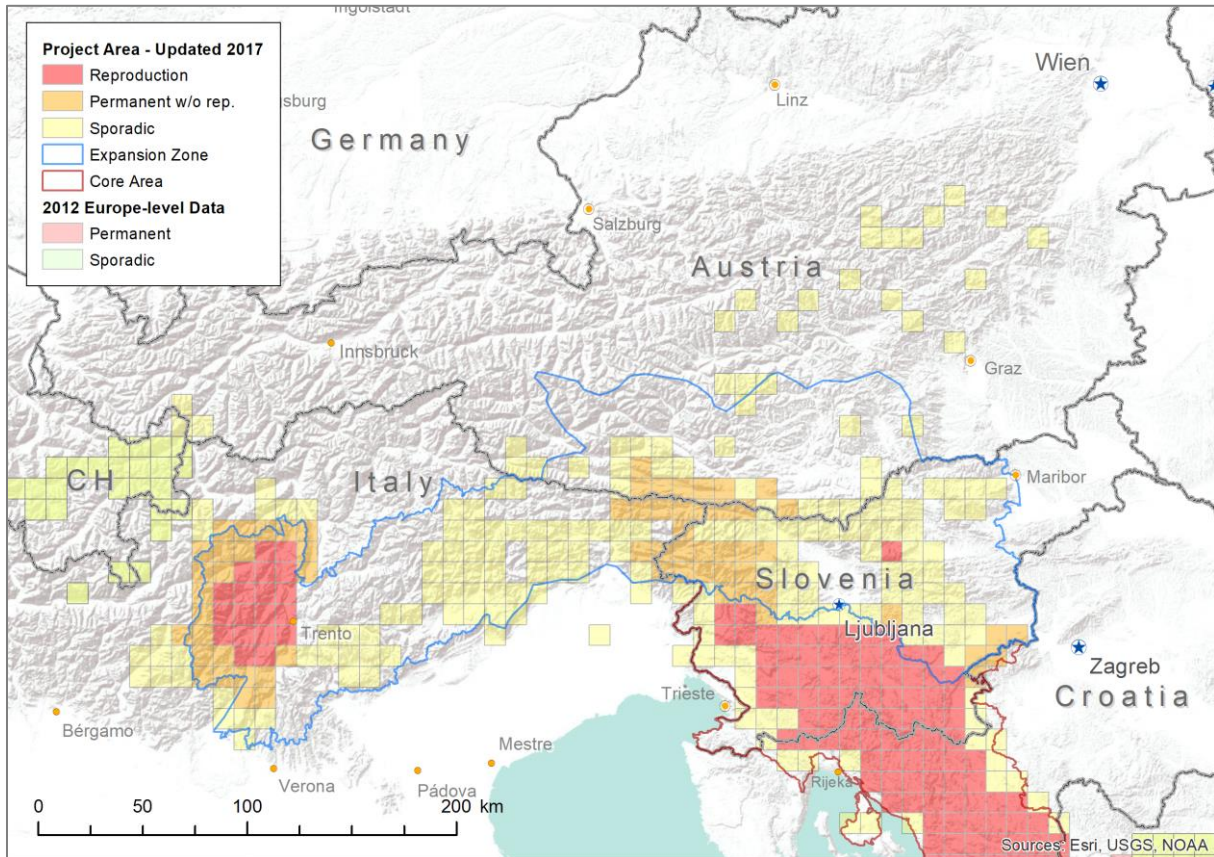 Ingolstadt
Project Area - Updated 2017
Reproduction
Permanent w/o rep.
Sporadic
Expansion Zone
Core Area
2012 Europe-level Data
Permanent
Sporadic
Wien
Linz
sburg
Germany
Salzburg
Austria
Innsbruck
Graz
CH
Italy
Maribor
Slovenia
Ljubljana
Trento
Zagreb
Croatia
Trieste
Bérgamo
Mestre
Verona
Pádova
Rijeka
0 50 100 200 km
Sources: Esri, USGS, NOAA